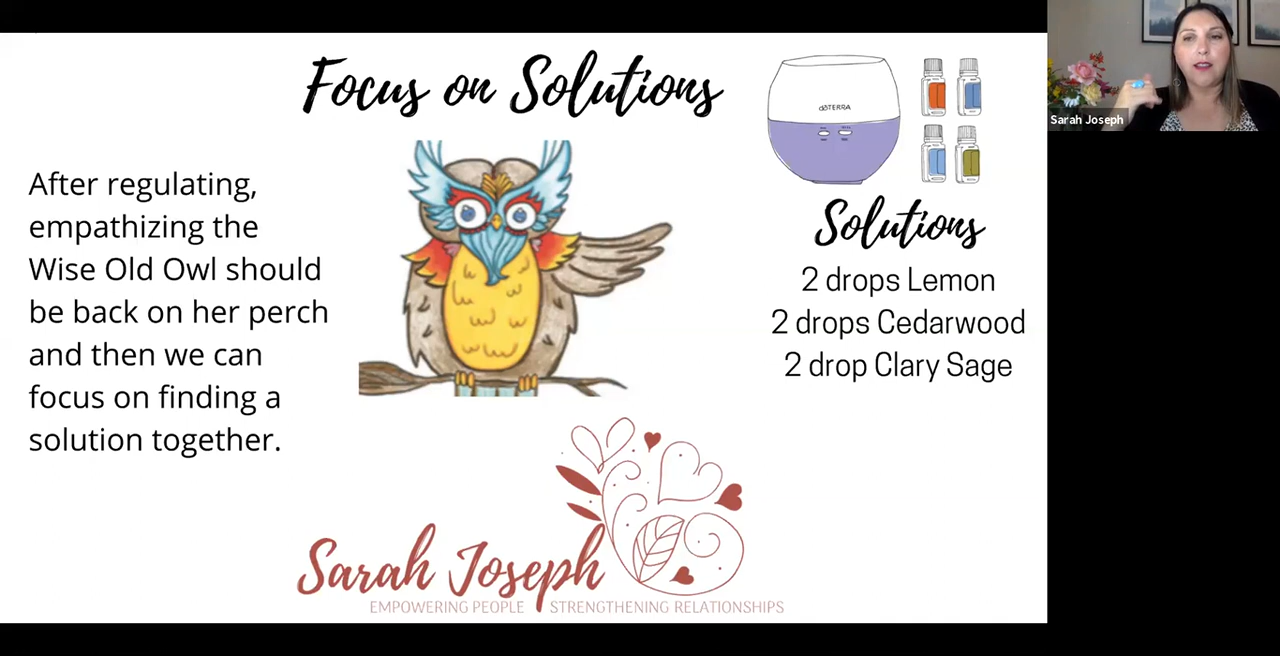 Focus on Solutions
After regulating,
empathizing the
Wise Old Owl should
be back on her perch
and then we can
focus on finding a
solution together.
dōTERRA
Solutions
2 drops Lemon
2 drops Cedarwood
2 drop Clary Sage
Sarah Joseph
EMPOWERING PEOPLE STRENGTHENING RELATIONSHIPS
Sarah Joseph